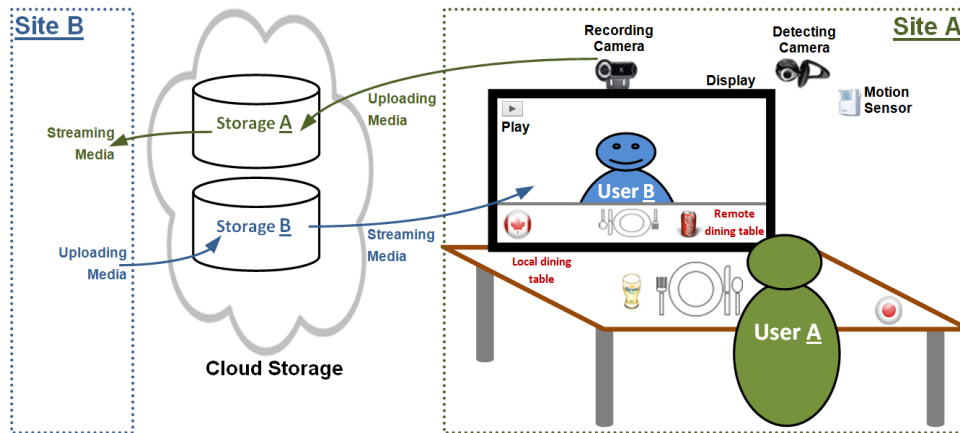 Site B
Site A
Recording
Camera
Detecting
Camera
Display
Motion
Sensor
Uploading
Media
Storage A
Streaming
Media
Play
User B
Storage B
Streaming
Media
Uploading
Media
Remote
dining table
Local dining
table
User A
Cloud Storage